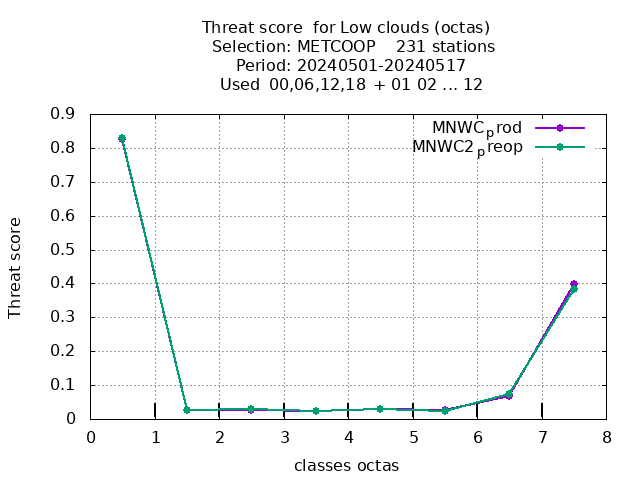 Threat score  for Low clouds (octas)
Selection: METCOOP    231 stations
Period: 20240501-20240517
Used  00,06,12,18  + 01 02 ... 12
0.9
0.8
0.7
0.6
0.5
0.4
0.3
0.2
0.1
0
Threat score
MNWCprod
MNWC2preop
0 1 2 3 4 5 6 7 8
classes octas